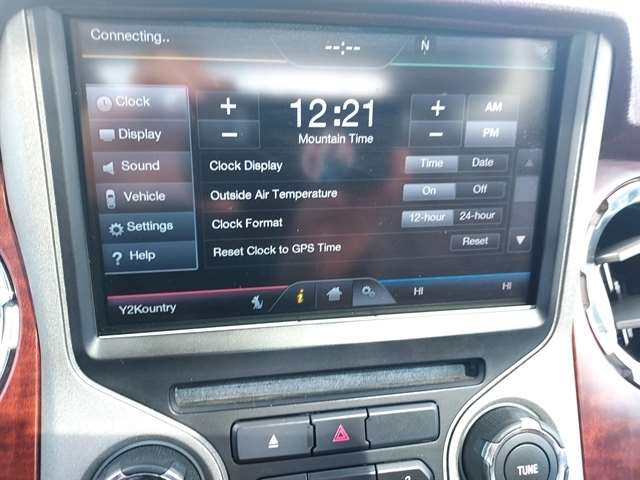 Connecting..
--:--
N
Clock
Display
Sound
Vehicle
Settings
Help
+ 12:21 + AM
− Mountain Time − PM
Clock Display Time Date
Outside Air Temperature On Off
Clock Format 12-hour 24-hour
Reset Clock to GPS Time Reset
Y2Kountry
i
HI HI
TUNE
2